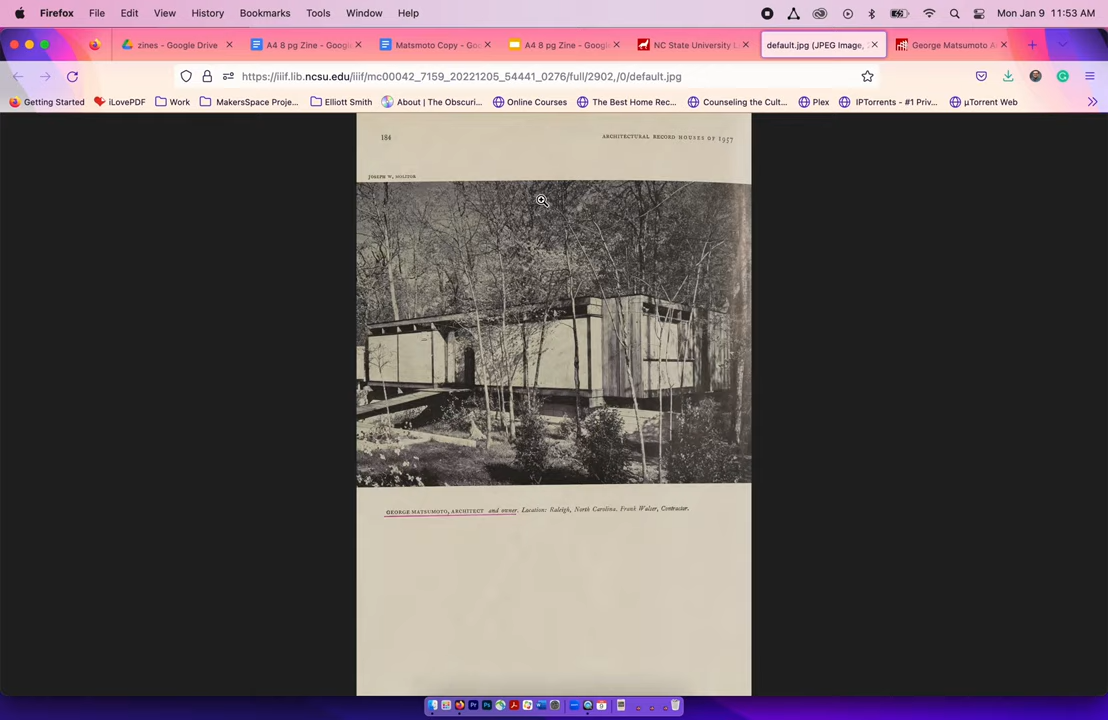 Firefox File Edit View History Bookmarks Tools Window Help Mon Jan 9 11:53 AM
zines - Google Drive A4 8 pg Zine - Google Matsmoto Copy - Goo A4 8 pg Zine - Googl NC State University L default.jpg (JPEG Image, George Matsumoto A
https://iiif.lib.ncsu.edu/iiif/mc00042_7159_20221205_54441_0276/full/2902,/0/default.jpg
Getting Started iLovePDF Work MakersSpace Proje... Elliott Smith About | The Obscuri... Online Courses The Best Home Rec... Counseling the Cult... Plex IPTorrents - #1 Priv... µTorrent Web
184 ARCHITECTURAL RECORD HOUSES OF 1957
JOSEPH W. MOLITOR
GEORGE MATSUMOTO, ARCHITECT and owner. Location: Raleigh, North Carolina. Frank Walser, Contractor.